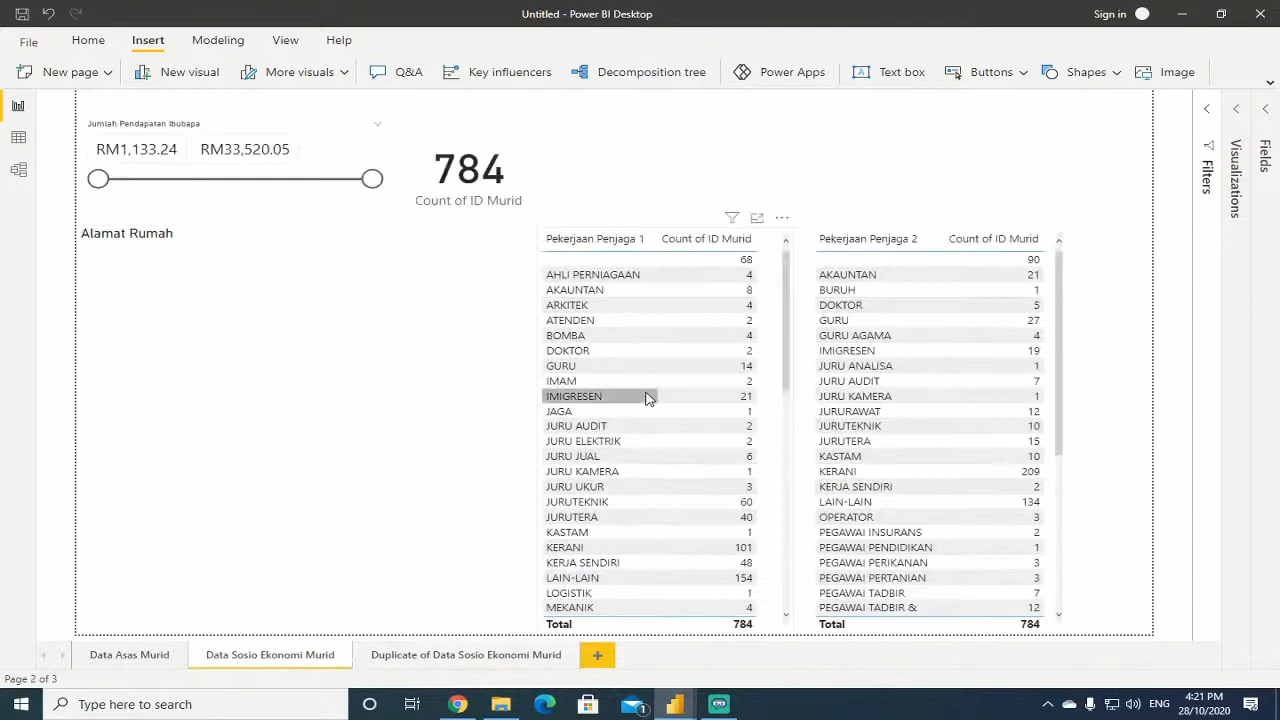 Untitled - Power BI Desktop
Sign in
File Home Insert Modeling View Help
New page New visual More visuals Q&A Key influencers Decomposition tree Power Apps Text box Buttons Shapes Image
Jumlah Pendapatan Ibubapa
RM1,133.24 RM33,520.05
784
Count of ID Murid
Alamat Rumah
Pekerjaan Penjaga 1 Count of ID Murid
68
AHLI PERNIAGAAN 4
AKAUNTAN 8
ARKITEK 4
ATENDEN 2
BOMBA 4
DOKTOR 2
GURU 14
IMAM 2
IMIGRESEN 21
JAGA 1
JURU AUDIT 2
JURU ELEKTRIK 2
JURU JUAL 6
JURU KAMERA 1
JURU UKUR 3
JURUTEKNIK 60
JURUTERA 40
KASTAM 1
KERANI 101
KERJA SENDIRI 48
LAIN-LAIN 154
LOGISTIK 1
MEKANIK 4
Total 784
Pekerjaan Penjaga 2 Count of ID Murid
90
AKAUNTAN 21
BURUH 1
DOKTOR 5
GURU 27
GURU AGAMA 4
IMIGRESEN 19
JURU ANALISA 1
JURU AUDIT 7
JURU KAMERA 1
JURURAWAT 12
JURUTEKNIK 10
JURUTERA 15
KASTAM 10
KERANI 209
KERJA SENDIRI 2
LAIN-LAIN 134
OPERATOR 3
PEGAWAI INSURANS 2
PEGAWAI PENDIDIKAN 1
PEGAWAI PERIKANAN 3
PEGAWAI PERTANIAN 3
PEGAWAI TADBIR 7
PEGAWAI TADBIR & 12
Total 784
Filters
Visualizations
Fields
Data Asas Murid Data Sosio Ekonomi Murid Duplicate of Data Sosio Ekonomi Murid +
Page 2 of 3
Type here to search
1
4:21 PM
28/10/2020